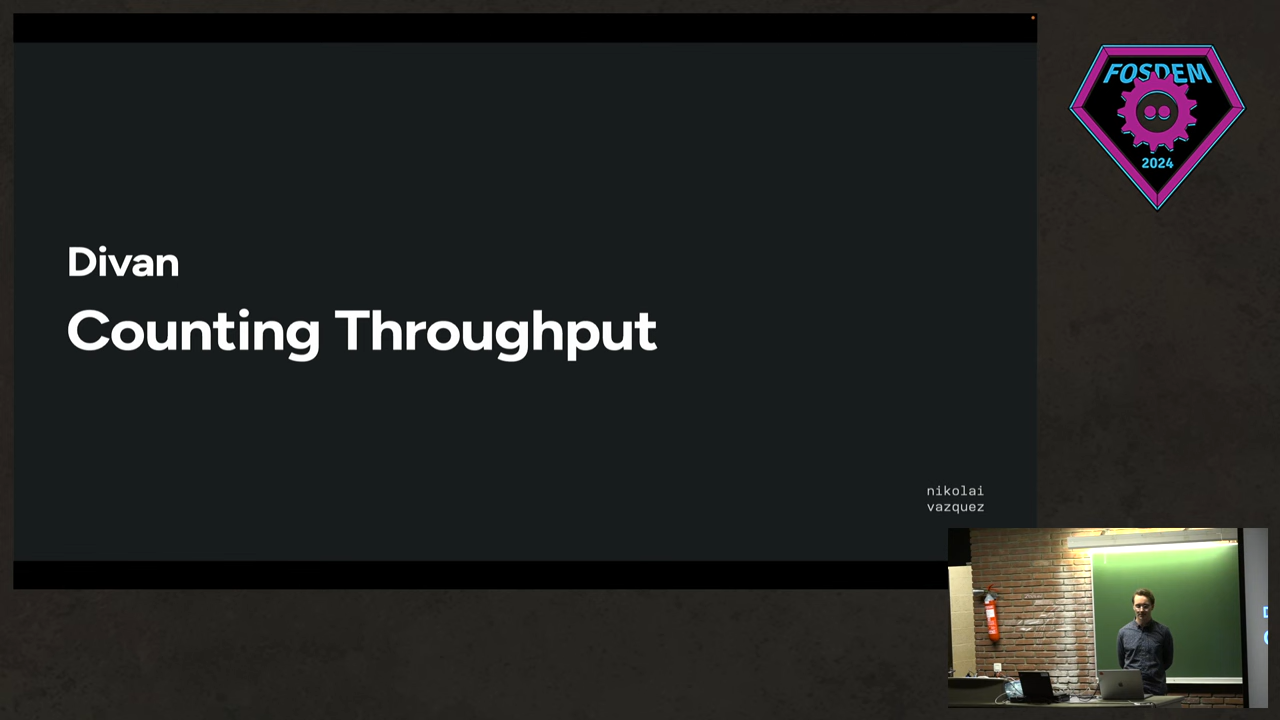 FOSDEM
2024
Divan
Counting Throughput
nikolai
vazquez